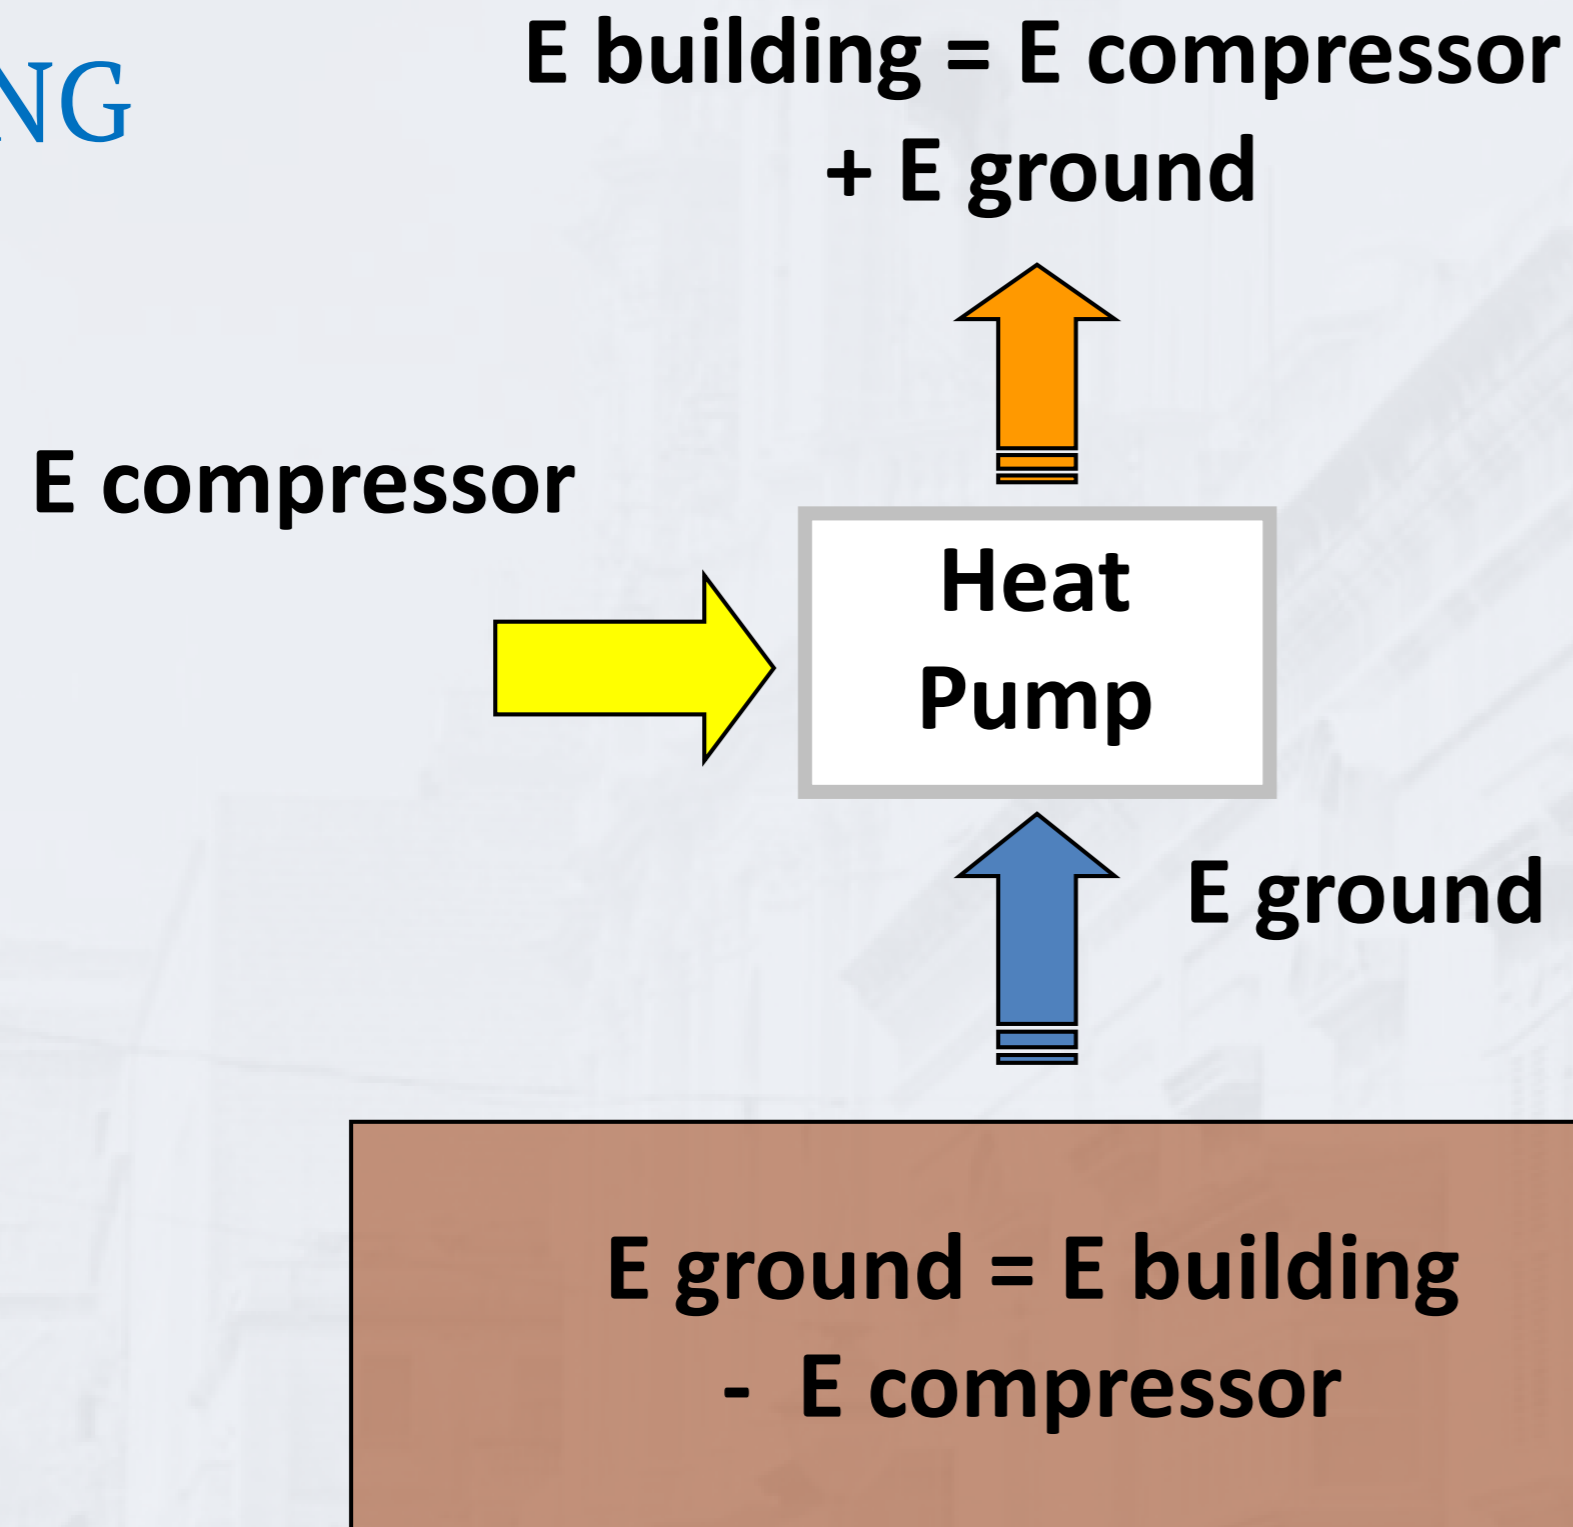 NG
E building = E compressor
+ E ground
E compressor
Heat
Pump
E ground
E ground = E building
- E compressor